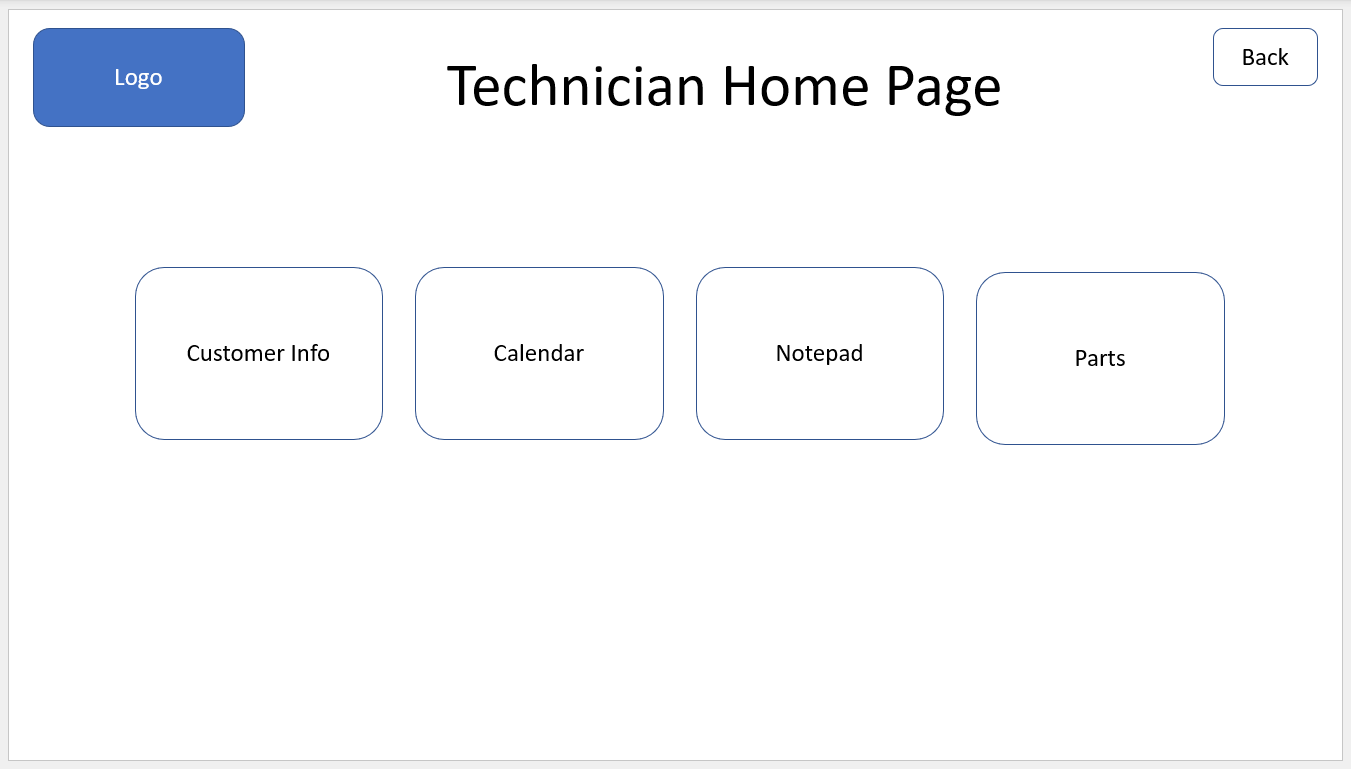 Logo
Technician Home Page
Back
Customer Info
Calendar
Notepad
Parts